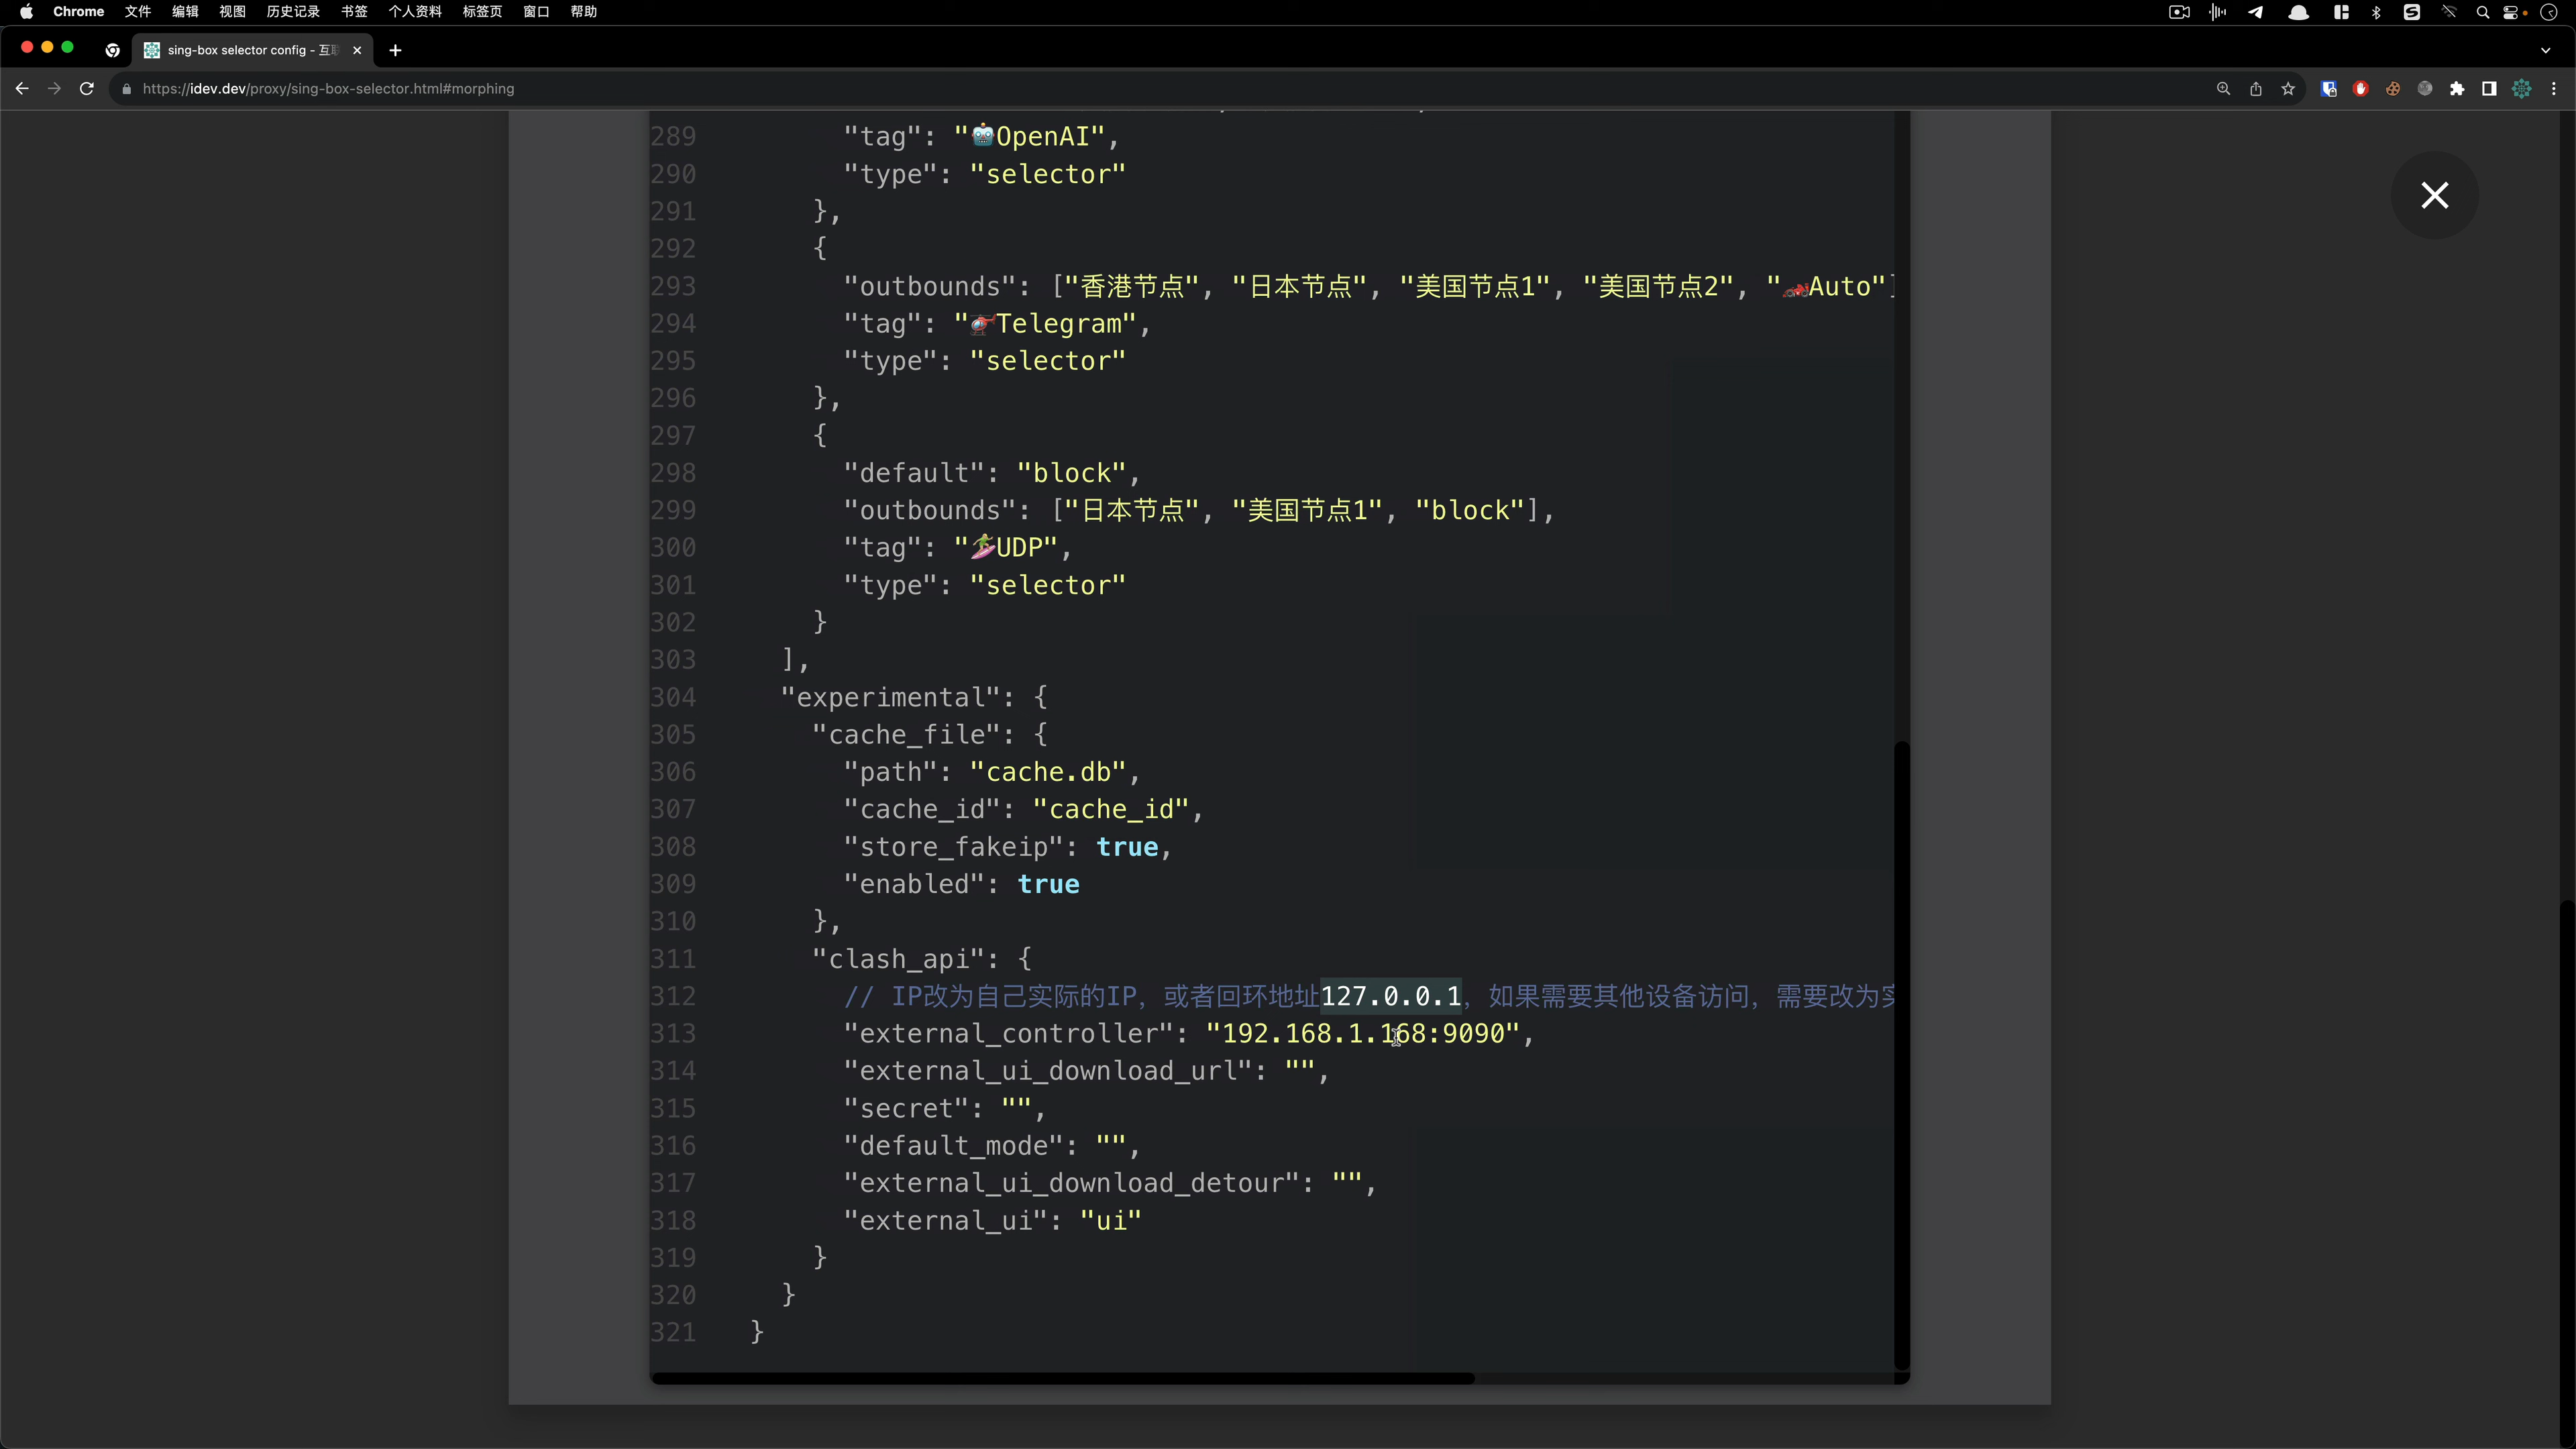 Chrome 文件 编辑 视图 历史记录 书签 个人资料 标签页 窗口 帮助
sing-box selector config - 互
https://idev.dev/proxy/sing-box-selector.html#morphing
289 "tag": "🤖OpenAI",
290 "type": "selector"
291 },
292 {
293 "outbounds": ["香港节点", "日本节点", "美国节点1", "美国节点2", "🏎️Auto"]
294 "tag": "🚁Telegram",
295 "type": "selector"
296 },
297 {
298 "default": "block",
299 "outbounds": ["日本节点", "美国节点1", "block"],
300 "tag": "🏄UDP",
301 "type": "selector"
302 }
303 ],
304 "experimental": {
305 "cache_file": {
306 "path": "cache.db",
307 "cache_id": "cache_id",
308 "store_fakeip": true,
309 "enabled": true
310 },
311 "clash_api": {
312 // IP改为自己实际的IP，或者回环地址127.0.0.1，如果需要其他设备访问，需要改为实
313 "external_controller": "192.168.1.168:9090",
314 "external_ui_download_url": "",
315 "secret": "",
316 "default_mode": "",
317 "external_ui_download_detour": "",
318 "external_ui": "ui"
319 }
320 }
321 }